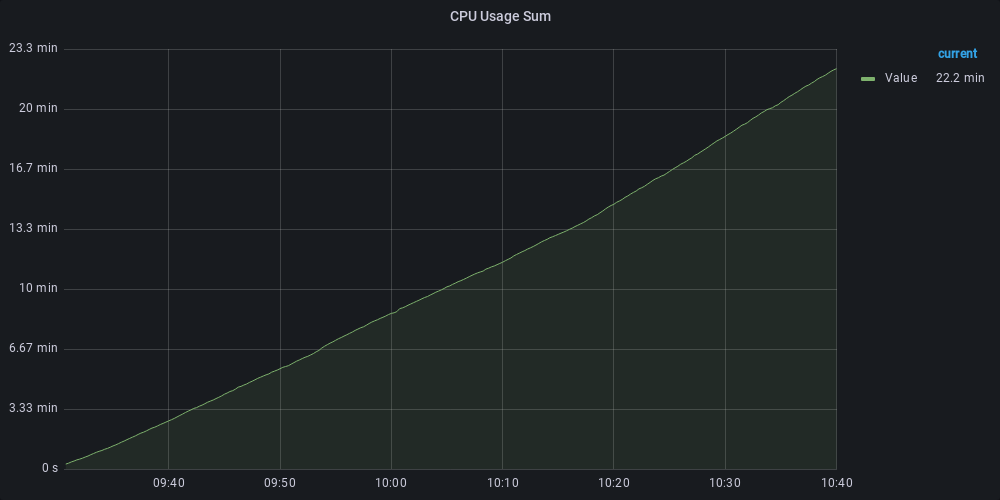 CPU Usage Sum
23.3 min
20 min
16.7 min
13.3 min
10 min
6.67 min
3.33 min
0 s
09:40 09:50 10:00 10:10 10:20 10:30 10:40
current
Value 22.2 min